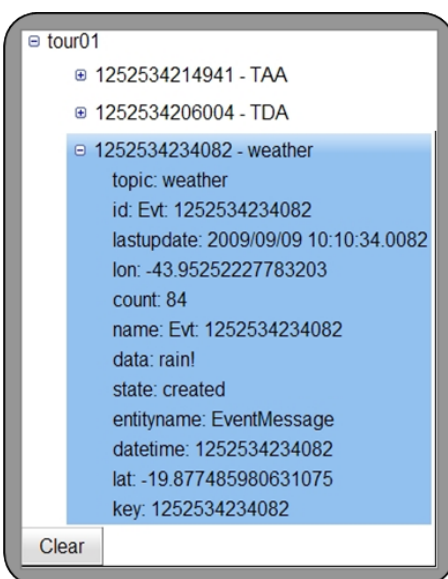 tour01
1252534214941 - TAA
1252534206004 - TDA
1252534234082 - weather
topic: weather
id: Evt: 1252534234082
lastupdate: 2009/09/09 10:10:34.0082
lon: -43.95252227783203
count: 84
name: Evt: 1252534234082
data: rain!
state: created
entityname: EventMessage
datetime: 1252534234082
lat: -19.877485980631075
key: 1252534234082
Clear